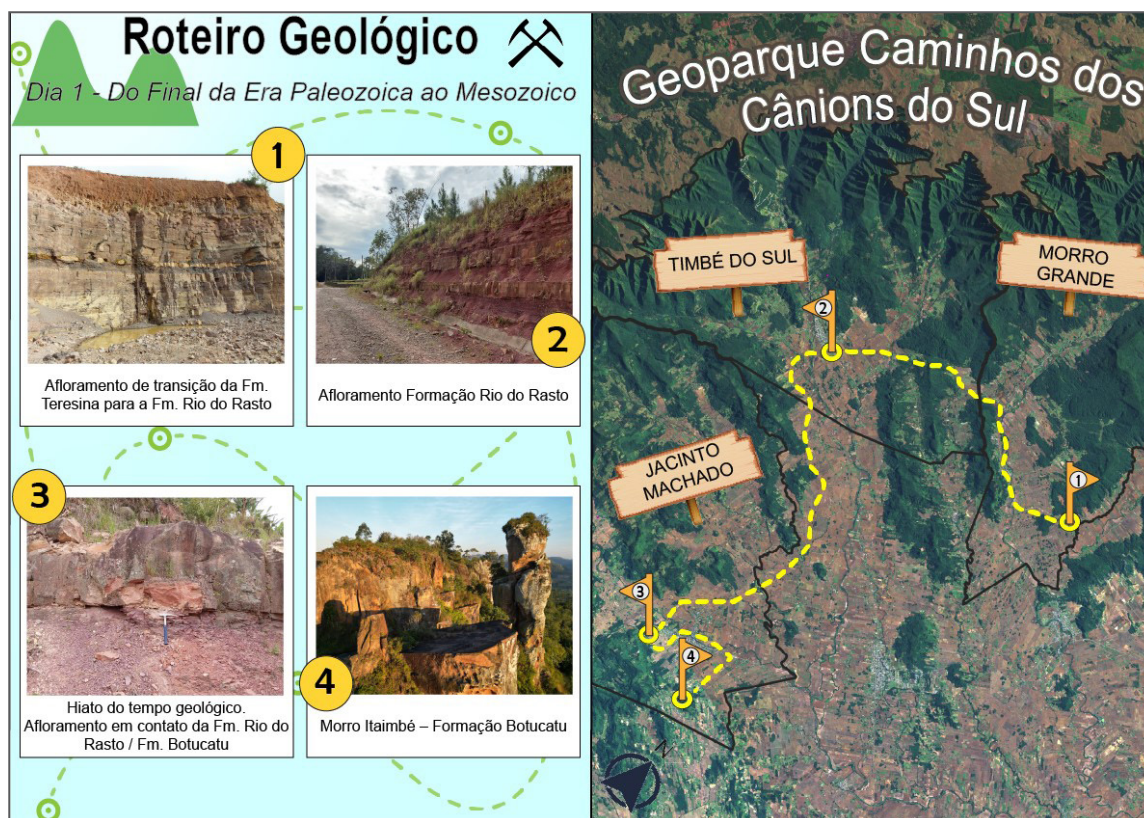 Roteiro Geológico
Dia 1 - Do Final da Era Paleozoica ao Mesozoico
1
Afloramento de transição da Fm.
Teresina para a Fm. Rio do Rasto
2
Afloramento Formação Rio do Rasto
3
Hiato do tempo geológico.
Afloramento em contato da Fm. Rio do
Rasto / Fm. Botucatu
4
Morro Itaimbé – Formação Botucatu
Geoparque Caminhos dos
Cânions do Sul
TIMBÉ DO SUL
MORRO
GRANDE
2
JACINTO
MACHADO
1
3
4
N